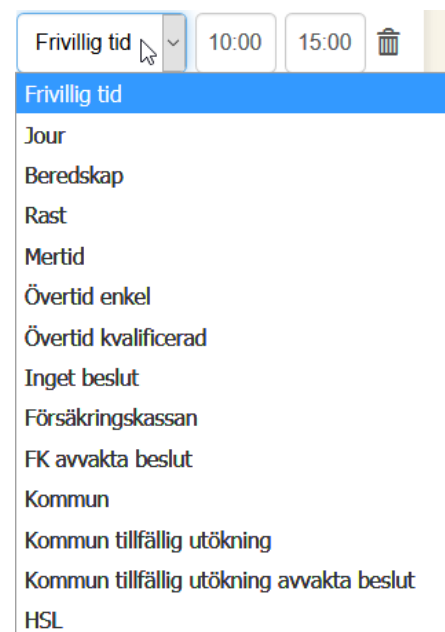 Frivillig tid 10:00 15:00
Frivillig tid
Jour
Beredskap
Rast
Mertid
Övertid enkel
Övertid kvalificerad
Inget beslut
Försäkringskassan
FK avvakta beslut
Kommun
Kommun tillfällig utökning
Kommun tillfällig utökning avvakta beslut
HSL